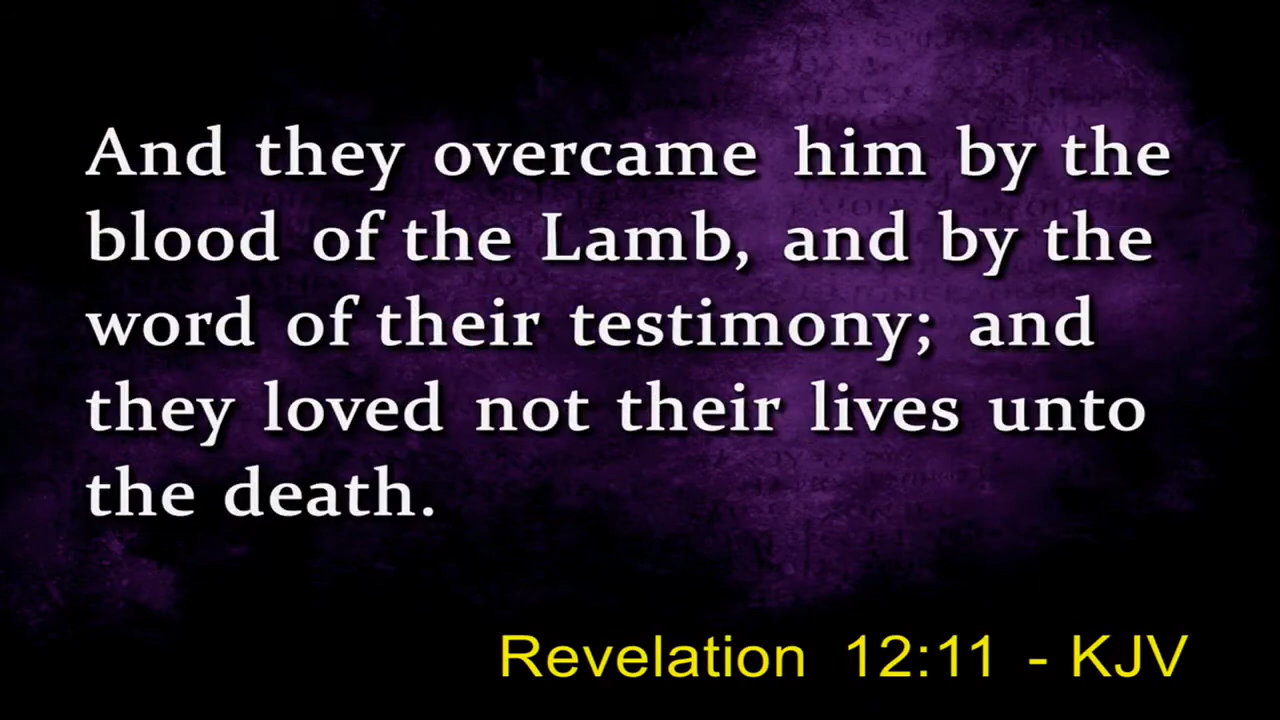 And they overcame him by the
blood of the Lamb, and by the
word of their testimony; and
they loved not their lives unto
the death.
Revelation 12:11 - KJV